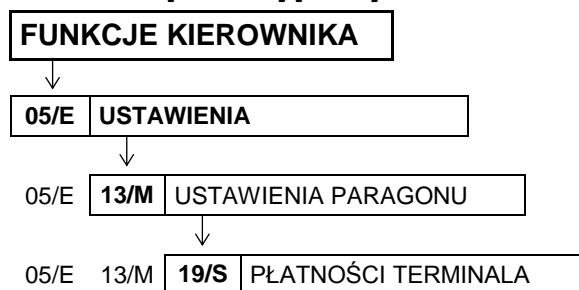 FUNKCJE KIEROWNIKA
05/E USTAWIENIA
05/E 13/M USTAWIENIA PARAGONU
05/E 13/M 19/S PŁATNOŚCI TERMINALA